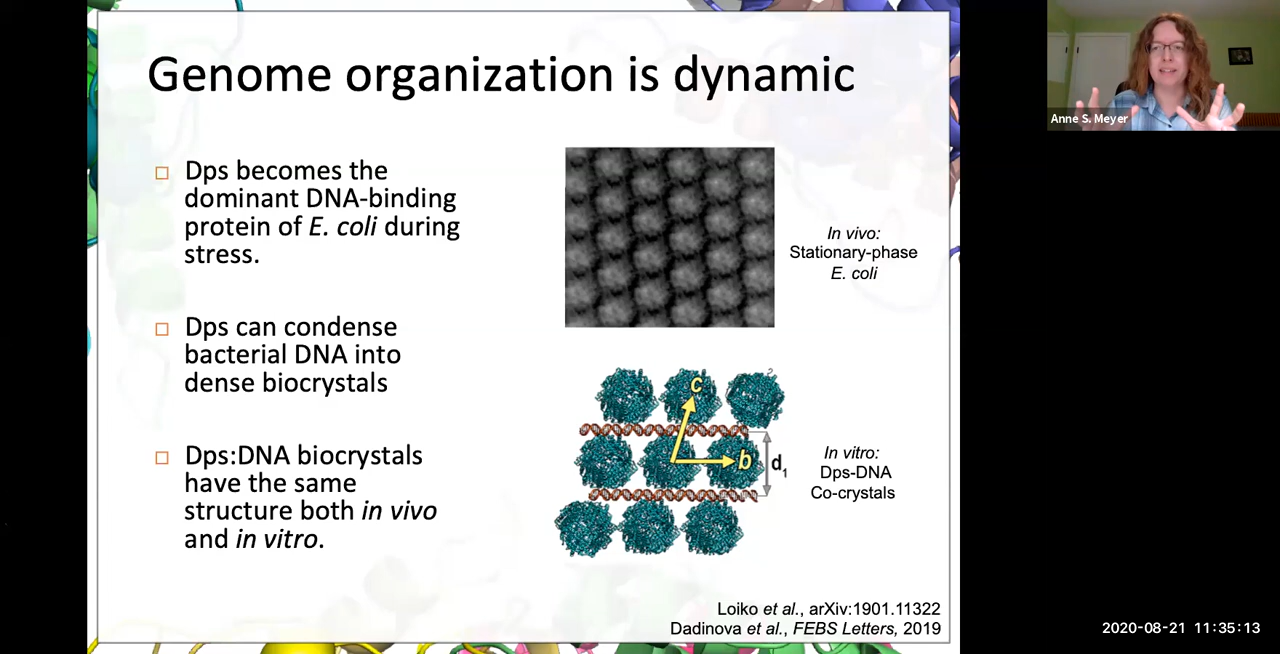 Genome organization is dynamic
Dps becomes the
dominant DNA-binding
protein of E. coli during
stress.
Dps can condense
bacterial DNA into
dense biocrystals
Dps:DNA biocrystals
have the same
structure both in vivo
and in vitro.
In vivo:
Stationary-phase
E. coli
c
b
d1
In vitro:
Dps-DNA
Co-crystals
Loiko et al., arXiv:1901.11322
Dadinova et al., FEBS Letters, 2019
Anne S. Meyer
2020-08-21 11:35:13